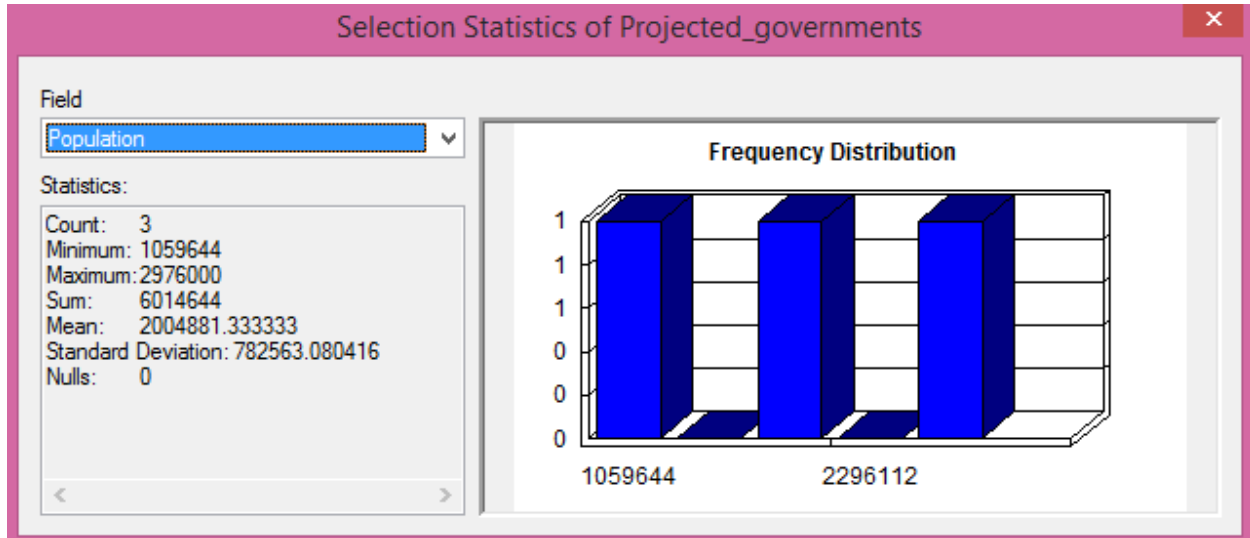 Selection Statistics of Projected_governments
Field
Population
Statistics:
Count: 3
Minimum: 1059644
Maximum: 2976000
Sum: 6014644
Mean: 2004881.333333
Standard Deviation: 782563.080416
Nulls: 0
Frequency Distribution
1
1
1
0
0
0
1059644 2296112